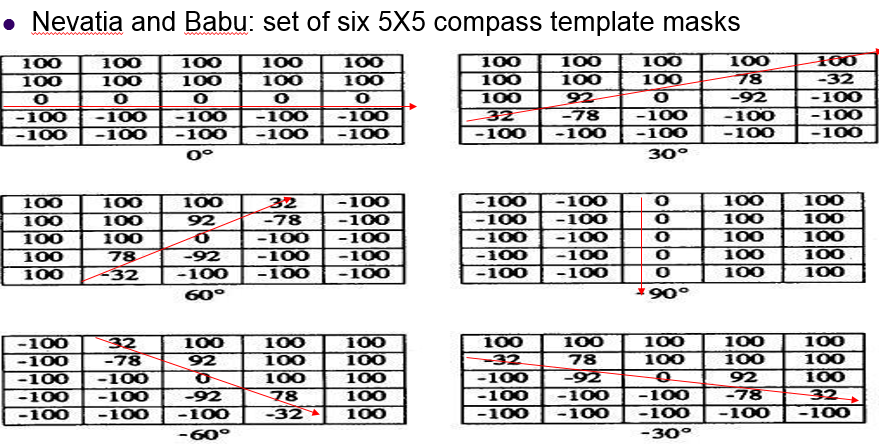 Nevatia and Babu: set of six 5X5 compass template masks
100 100 100 100 100
100 100 100 100 100
0 0 0 0 0
-100 -100 -100 -100 -100
-100 -100 -100 -100 -100
0°
100 100 100 100 100
100 100 100 78 -32
100 92 0 -92 -100
32 -78 -100 -100 -100
-100 -100 -100 -100 -100
30°
100 100 100 32 -100
100 100 92 -78 -100
100 100 0 -100 -100
100 78 -92 -100 -100
100 -32 -100 -100 -100
60°
-100 -100 0 100 100
-100 -100 0 100 100
-100 -100 0 100 100
-100 -100 0 100 100
-100 -100 0 100 100
-90°
-100 32 100 100 100
-100 -78 92 100 100
-100 -100 0 100 100
-100 -100 -92 78 100
-100 -100 -100 -32 100
-60°
100 100 100 100 100
-32 78 100 100 100
-100 -92 0 92 100
-100 -100 -100 -78 32
-100 -100 -100 -100 -100
-30°